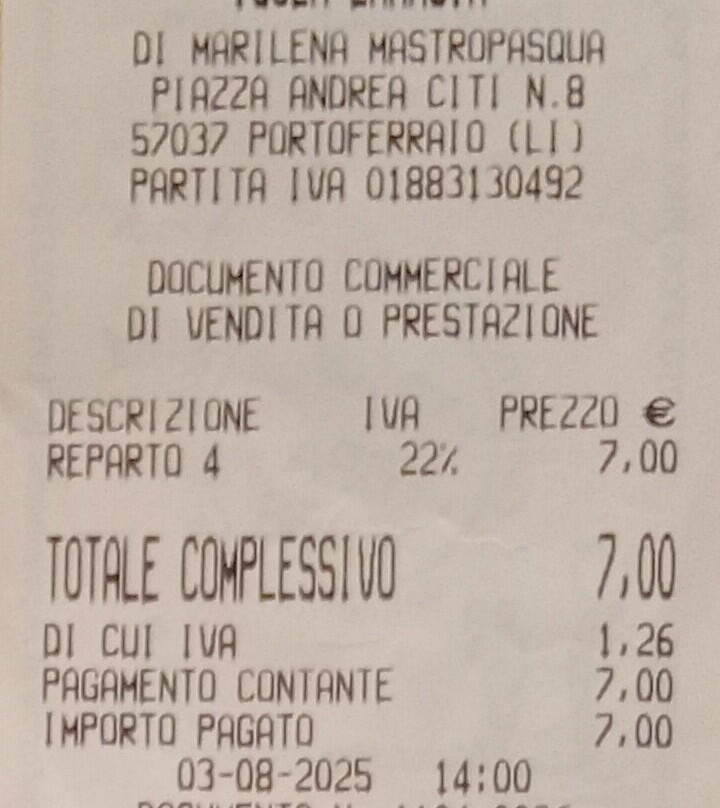 DI MARILENA MASTROPASQUA
PIAZZA ANDREA CITI N.8
57037 PORTOFERRAIO (LI)
PARTITA IVA 01883130492
DOCUMENTO COMMERCIALE
DI VENDITA O PRESTAZIONE
DESCRIZIONE IVA PREZZO €
REPARTO 4 22% 7,00
TOTALE COMPLESSIVO 7,00
DI CUI IVA 1,26
PAGAMENTO CONTANTE 7,00
IMPORTO PAGATO 7,00
03-08-2025 14:00